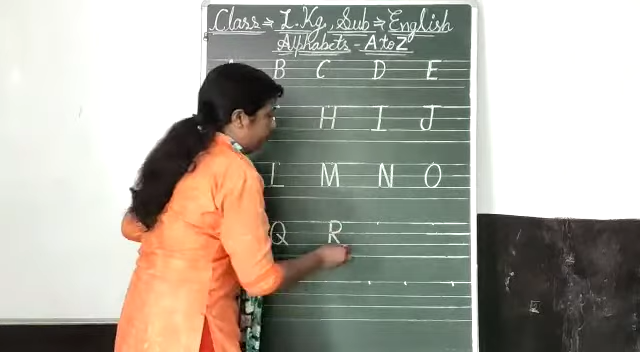 Class ⇒ L.Kg, Sub ⇒ English
Alphabets - A to Z
A B C D E
H I J
L M N O
Q R